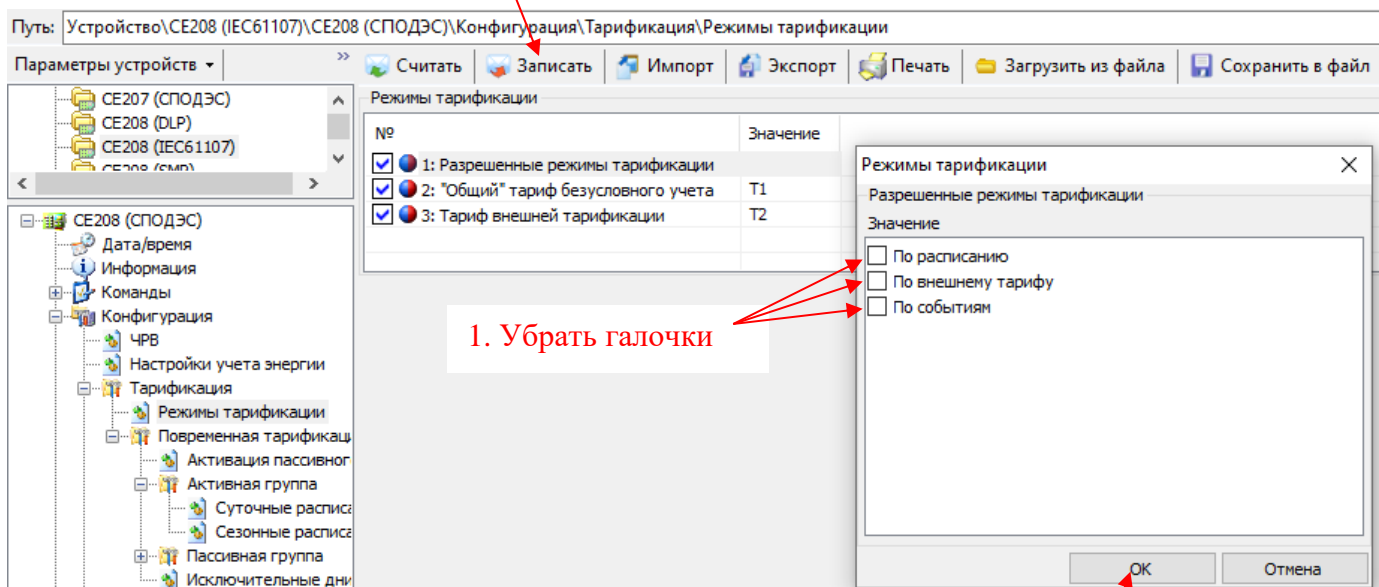 Путь: Устройство\CE208 (IEC61107)\CE208 (СПОДЭС)\Конфигурация\Тарификация\Режимы тарификации
Параметры устройств » Считать Записать Импорт Экспорт Печать Загрузить из файла Сохранить в файл
CE207 (СПОДЭС)
CE208 (DLP)
CE208 (IEC61107)
CE208 (SMP)
CE208 (СПОДЭС)
Дата/время
Информация
Команды
Конфигурация
ЧРВ
Настройки учета энергии
Тарификация
Режимы тарификации
Повременная тарификац
Активация пассивног
Активная группа
Суточные расписа
Сезонные расписа
Пассивная группа
Исключительные дни
Режимы тарификации
№ Значение
1: Разрешенные режимы тарификации
2: "Общий" тариф безусловного учета T1
3: Тариф внешней тарификации T2
1. Убрать галочки
Режимы тарификации
Разрешенные режимы тарификации
Значение
По расписанию
По внешнему тарифу
По событиям
OK Отмена